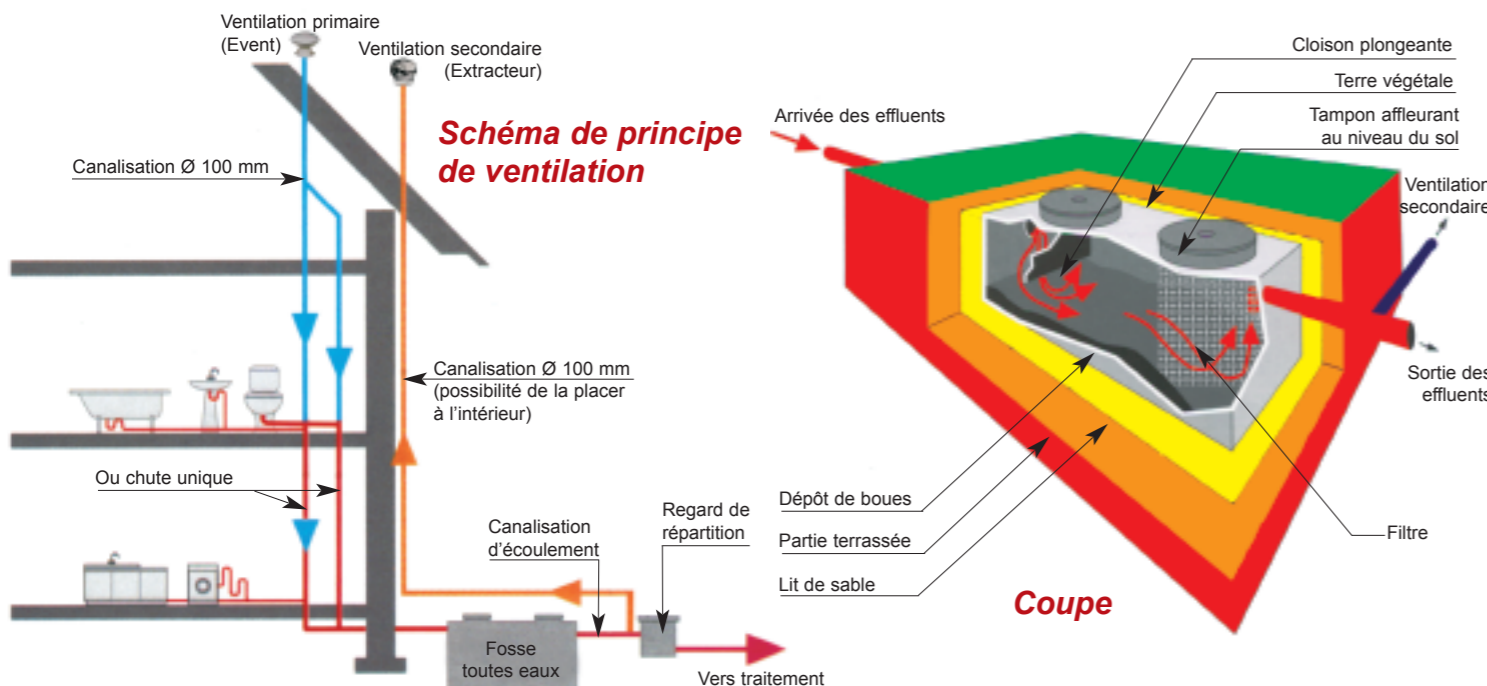 Ventilation primaire
(Event)
Ventilation secondaire
(Extracteur)
Schéma de principe
de ventilation
Canalisation Ø 100 mm
Canalisation Ø 100 mm
(possibilité de la placer
à l'intérieur)
Ou chute unique
Canalisation
d'écoulement
Regard de
répartition
Fosse
toutes eaux
Vers traitement
Cloison plongeante
Terre végétale
Tampon affleurant
au niveau du sol
Arrivée des effluents
Ventilation
secondaire
Sortie des
effluents
Dépôt de boues
Partie terrassée
Lit de sable
Filtre
Coupe